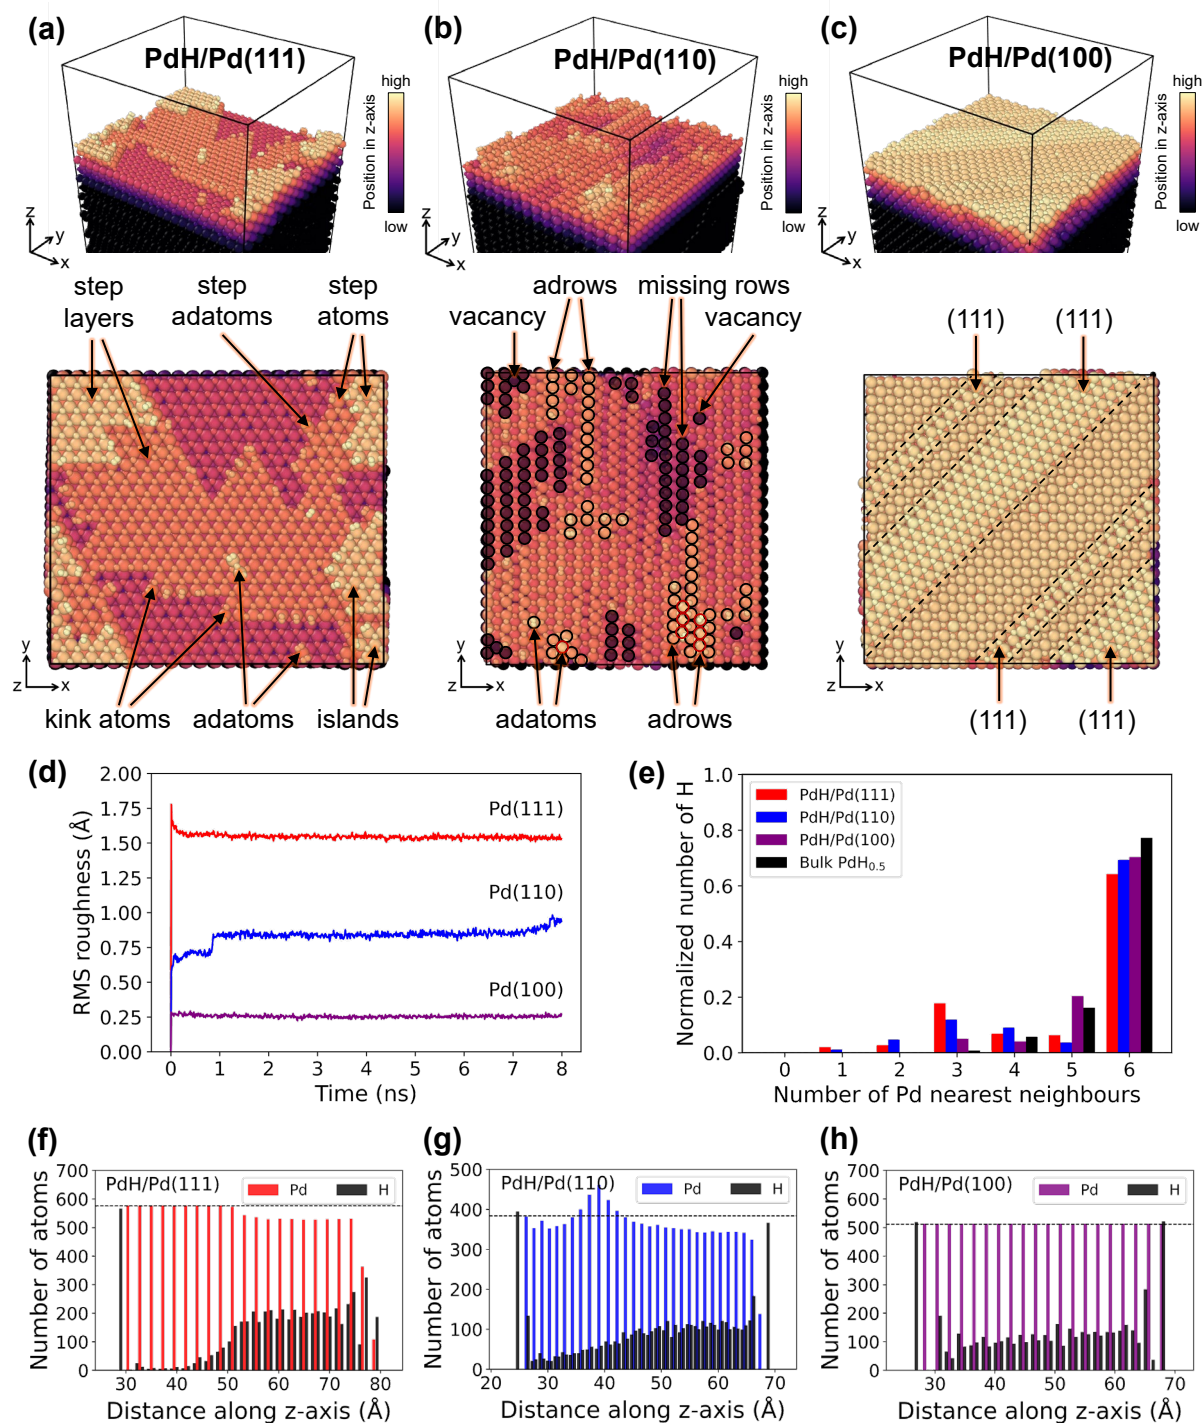 (a)
PdH/Pd(111)
high
Position in z-axis
low
z
y
x
(b)
PdH/Pd(110)
high
Position in z-axis
low
z
y
x
(c)
PdH/Pd(100)
high
Position in z-axis
low
z
y
x
step layers
step adatoms
step atoms
kink atoms
adatoms
islands
y
z
x
vacancy
adrows
missing rows
vacancy
adatoms
adrows
y
z
x
(111)
(111)
(111)
(111)
y
z
x
(d)
RMS roughness (Å)
2.00
1.75
1.50
1.25
1.00
0.75
0.50
0.25
0.00
Pd(111)
Pd(110)
Pd(100)
0 1 2 3 4 5 6 7 8
Time (ns)
(e)
Normalized number of H
1.0
0.8
0.6
0.4
0.2
0.0
PdH/Pd(111)
PdH/Pd(110)
PdH/Pd(100)
Bulk PdH₀.₅
0 1 2 3 4 5 6
Number of Pd nearest neighbours
(f)
Number of atoms
700
600
500
400
300
200
100
0
PdH/Pd(111)
Pd
H
30 40 50 60 70 80
Distance along z-axis (Å)
(g)
Number of atoms
500
400
300
200
100
0
PdH/Pd(110)
Pd
H
20 30 40 50 60 70
Distance along z-axis (Å)
(h)
Number of atoms
700
600
500
400
300
200
100
0
PdH/Pd(100)
Pd
H
30 40 50 60 70
Distance along z-axis (Å)